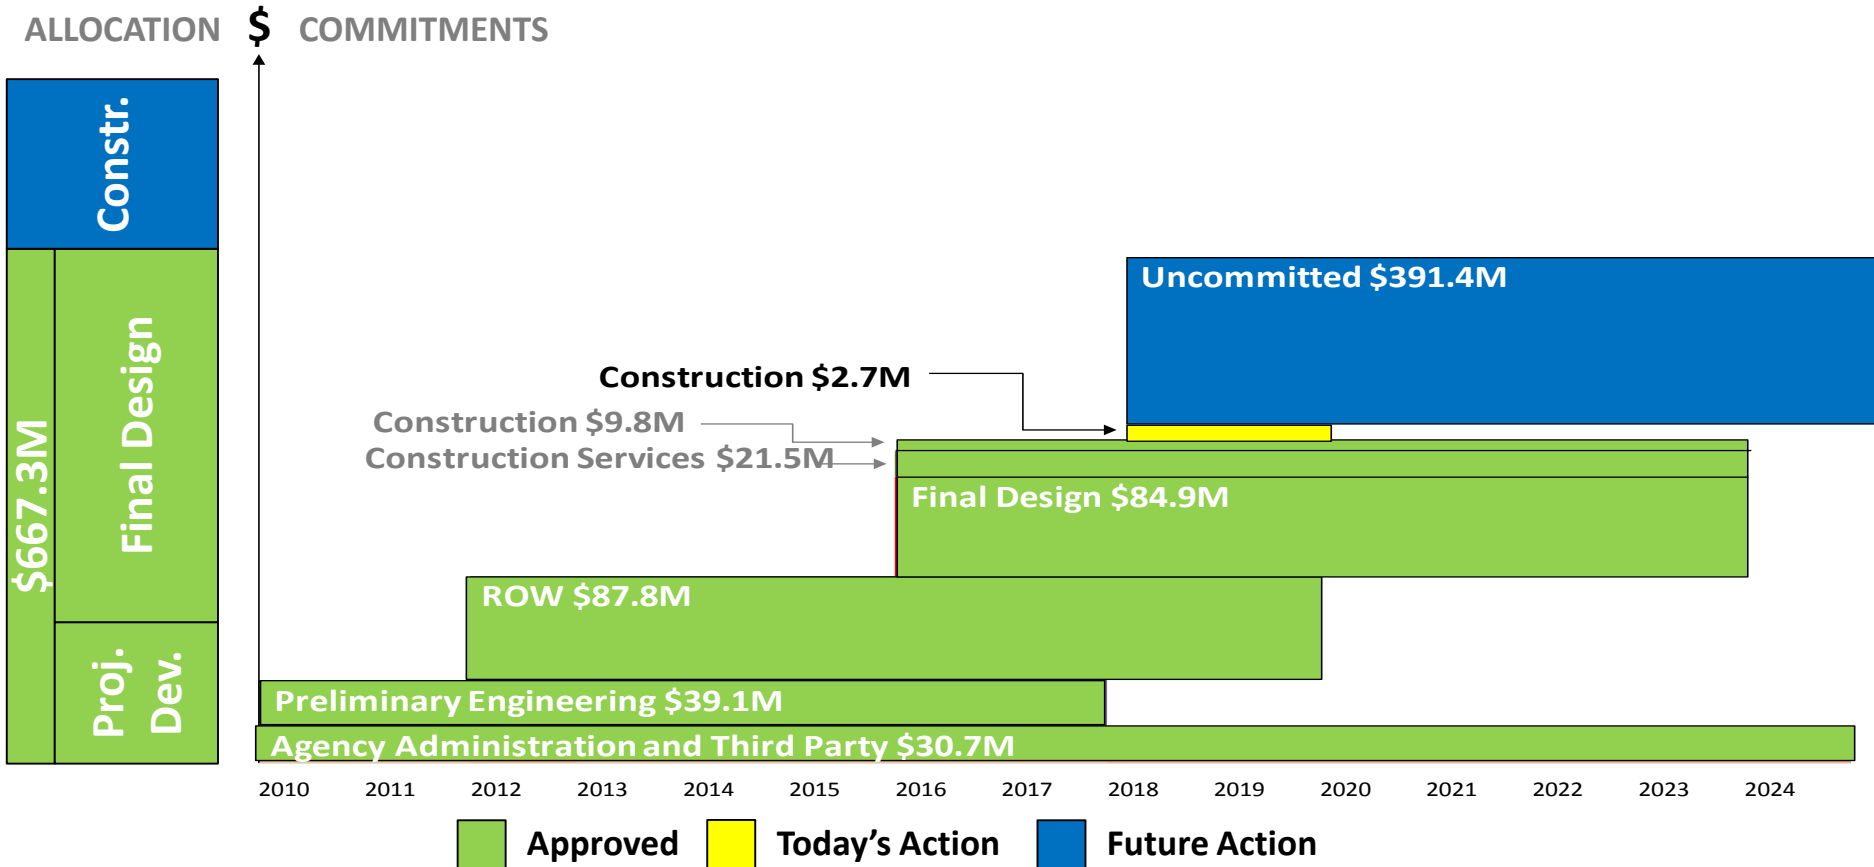 ALLOCATION $ COMMITMENTS
Constr.
Final Design
$667.3M
Proj.
Dev.
Uncommitted $391.4M
Construction $2.7M
Construction $9.8M
Construction Services $21.5M
Final Design $84.9M
ROW $87.8M
Preliminary Engineering $39.1M
Agency Administration and Third Party $30.7M
2010 2011 2012 2013 2014 2015 2016 2017 2018 2019 2020 2021 2022 2023 2024
Approved Today's Action Future Action